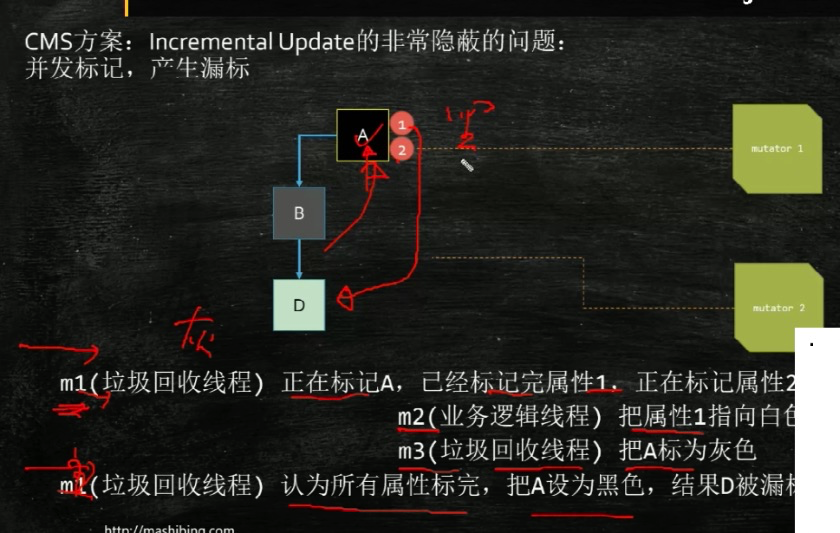 CMS方案：Incremental Update的非常隐蔽的问题：
并发标记，产生漏标
A
1
2
mutator 1
B
D
mutator 2
灰
m1(垃圾回收线程) 正在标记A，已经标记完属性1，正在标记属性2
m2(业务逻辑线程) 把属性1指向白色
m3(垃圾回收线程) 把A标为灰色
m1(垃圾回收线程) 认为所有属性标完，把A设为黑色，结果D被漏标
http://mashibing.com